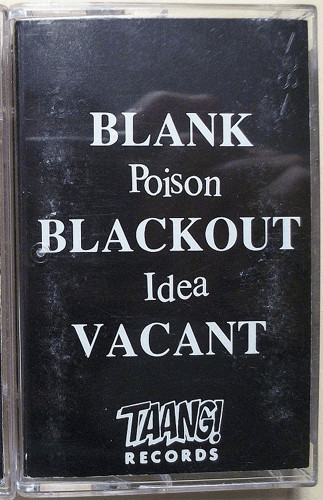 BLANK
Poison
BLACKOUT
Idea
VACANT
TAANG!
RECORDS